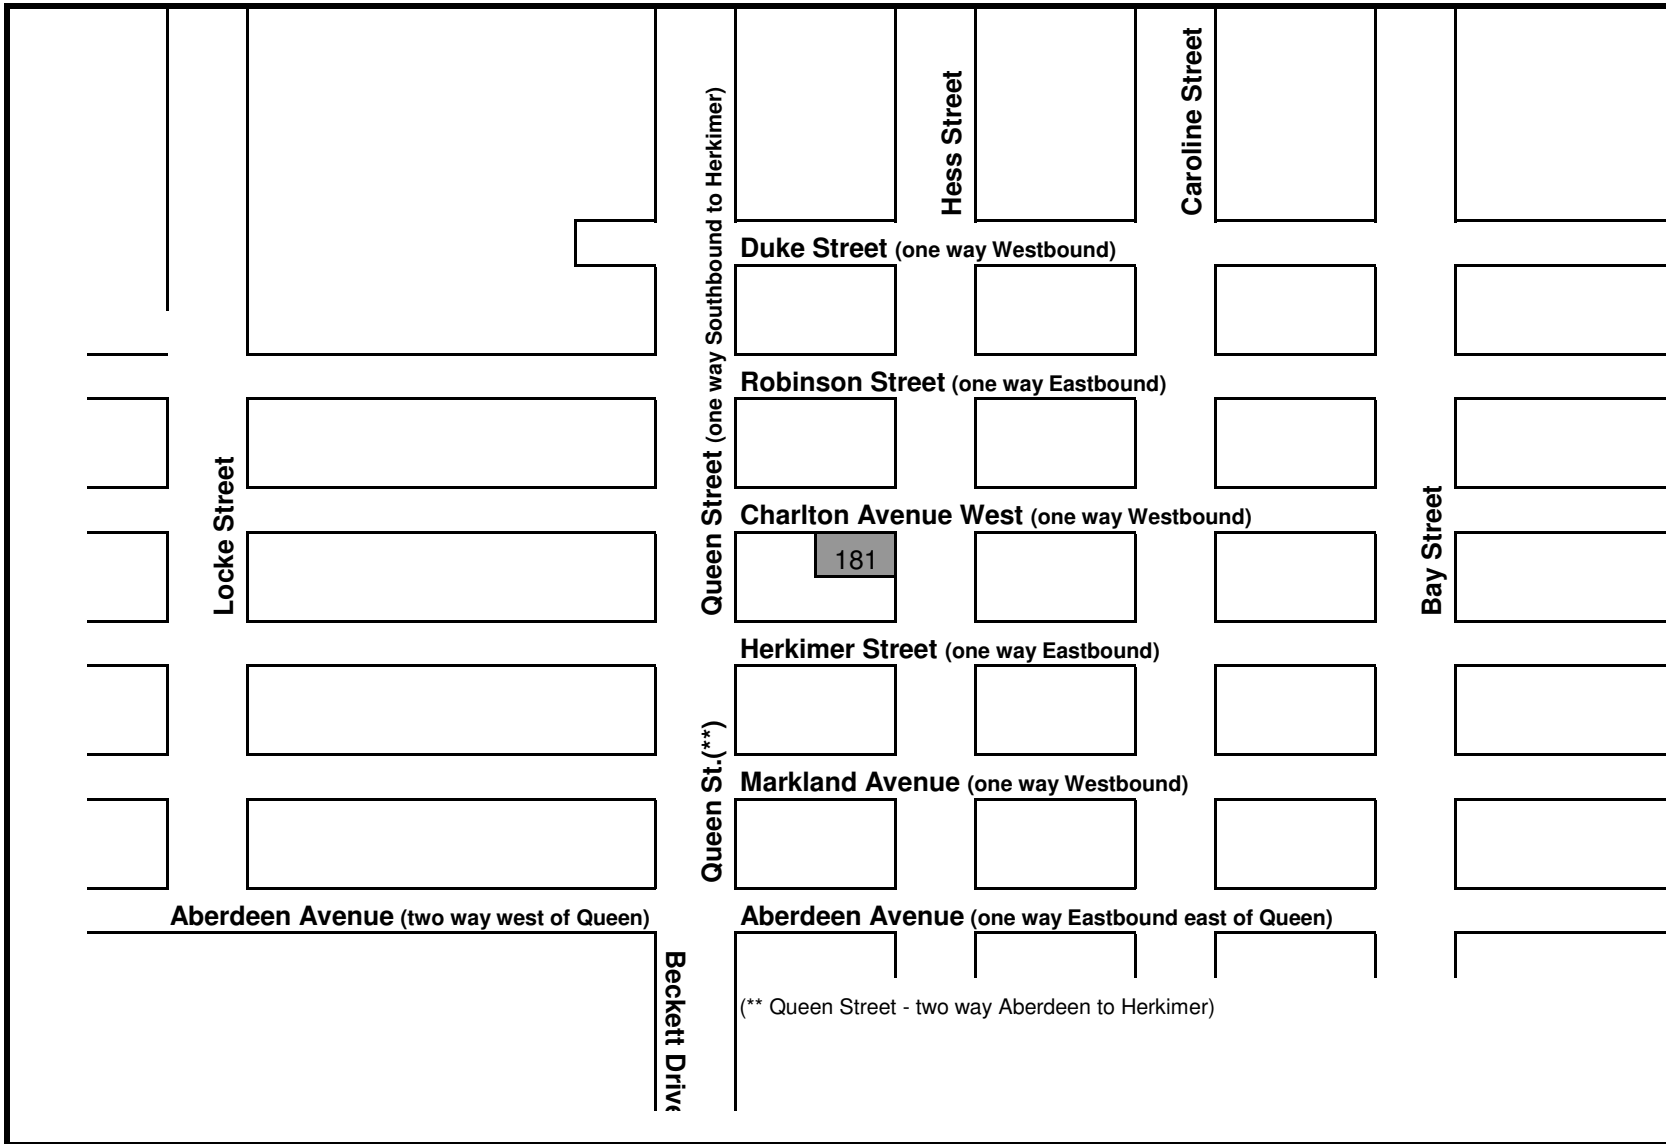 Hess Street
Caroline Street
Queen Street (one way Southbound to Herkimer)
Duke Street (one way Westbound)
Robinson Street (one way Eastbound)
Locke Street
Charlton Avenue West (one way Westbound)
Bay Street
181
Herkimer Street (one way Eastbound)
Queen St.(**)
Markland Avenue (one way Westbound)
Aberdeen Avenue (two way west of Queen)
Aberdeen Avenue (one way Eastbound east of Queen)
Beckett Drive
(** Queen Street - two way Aberdeen to Herkimer)